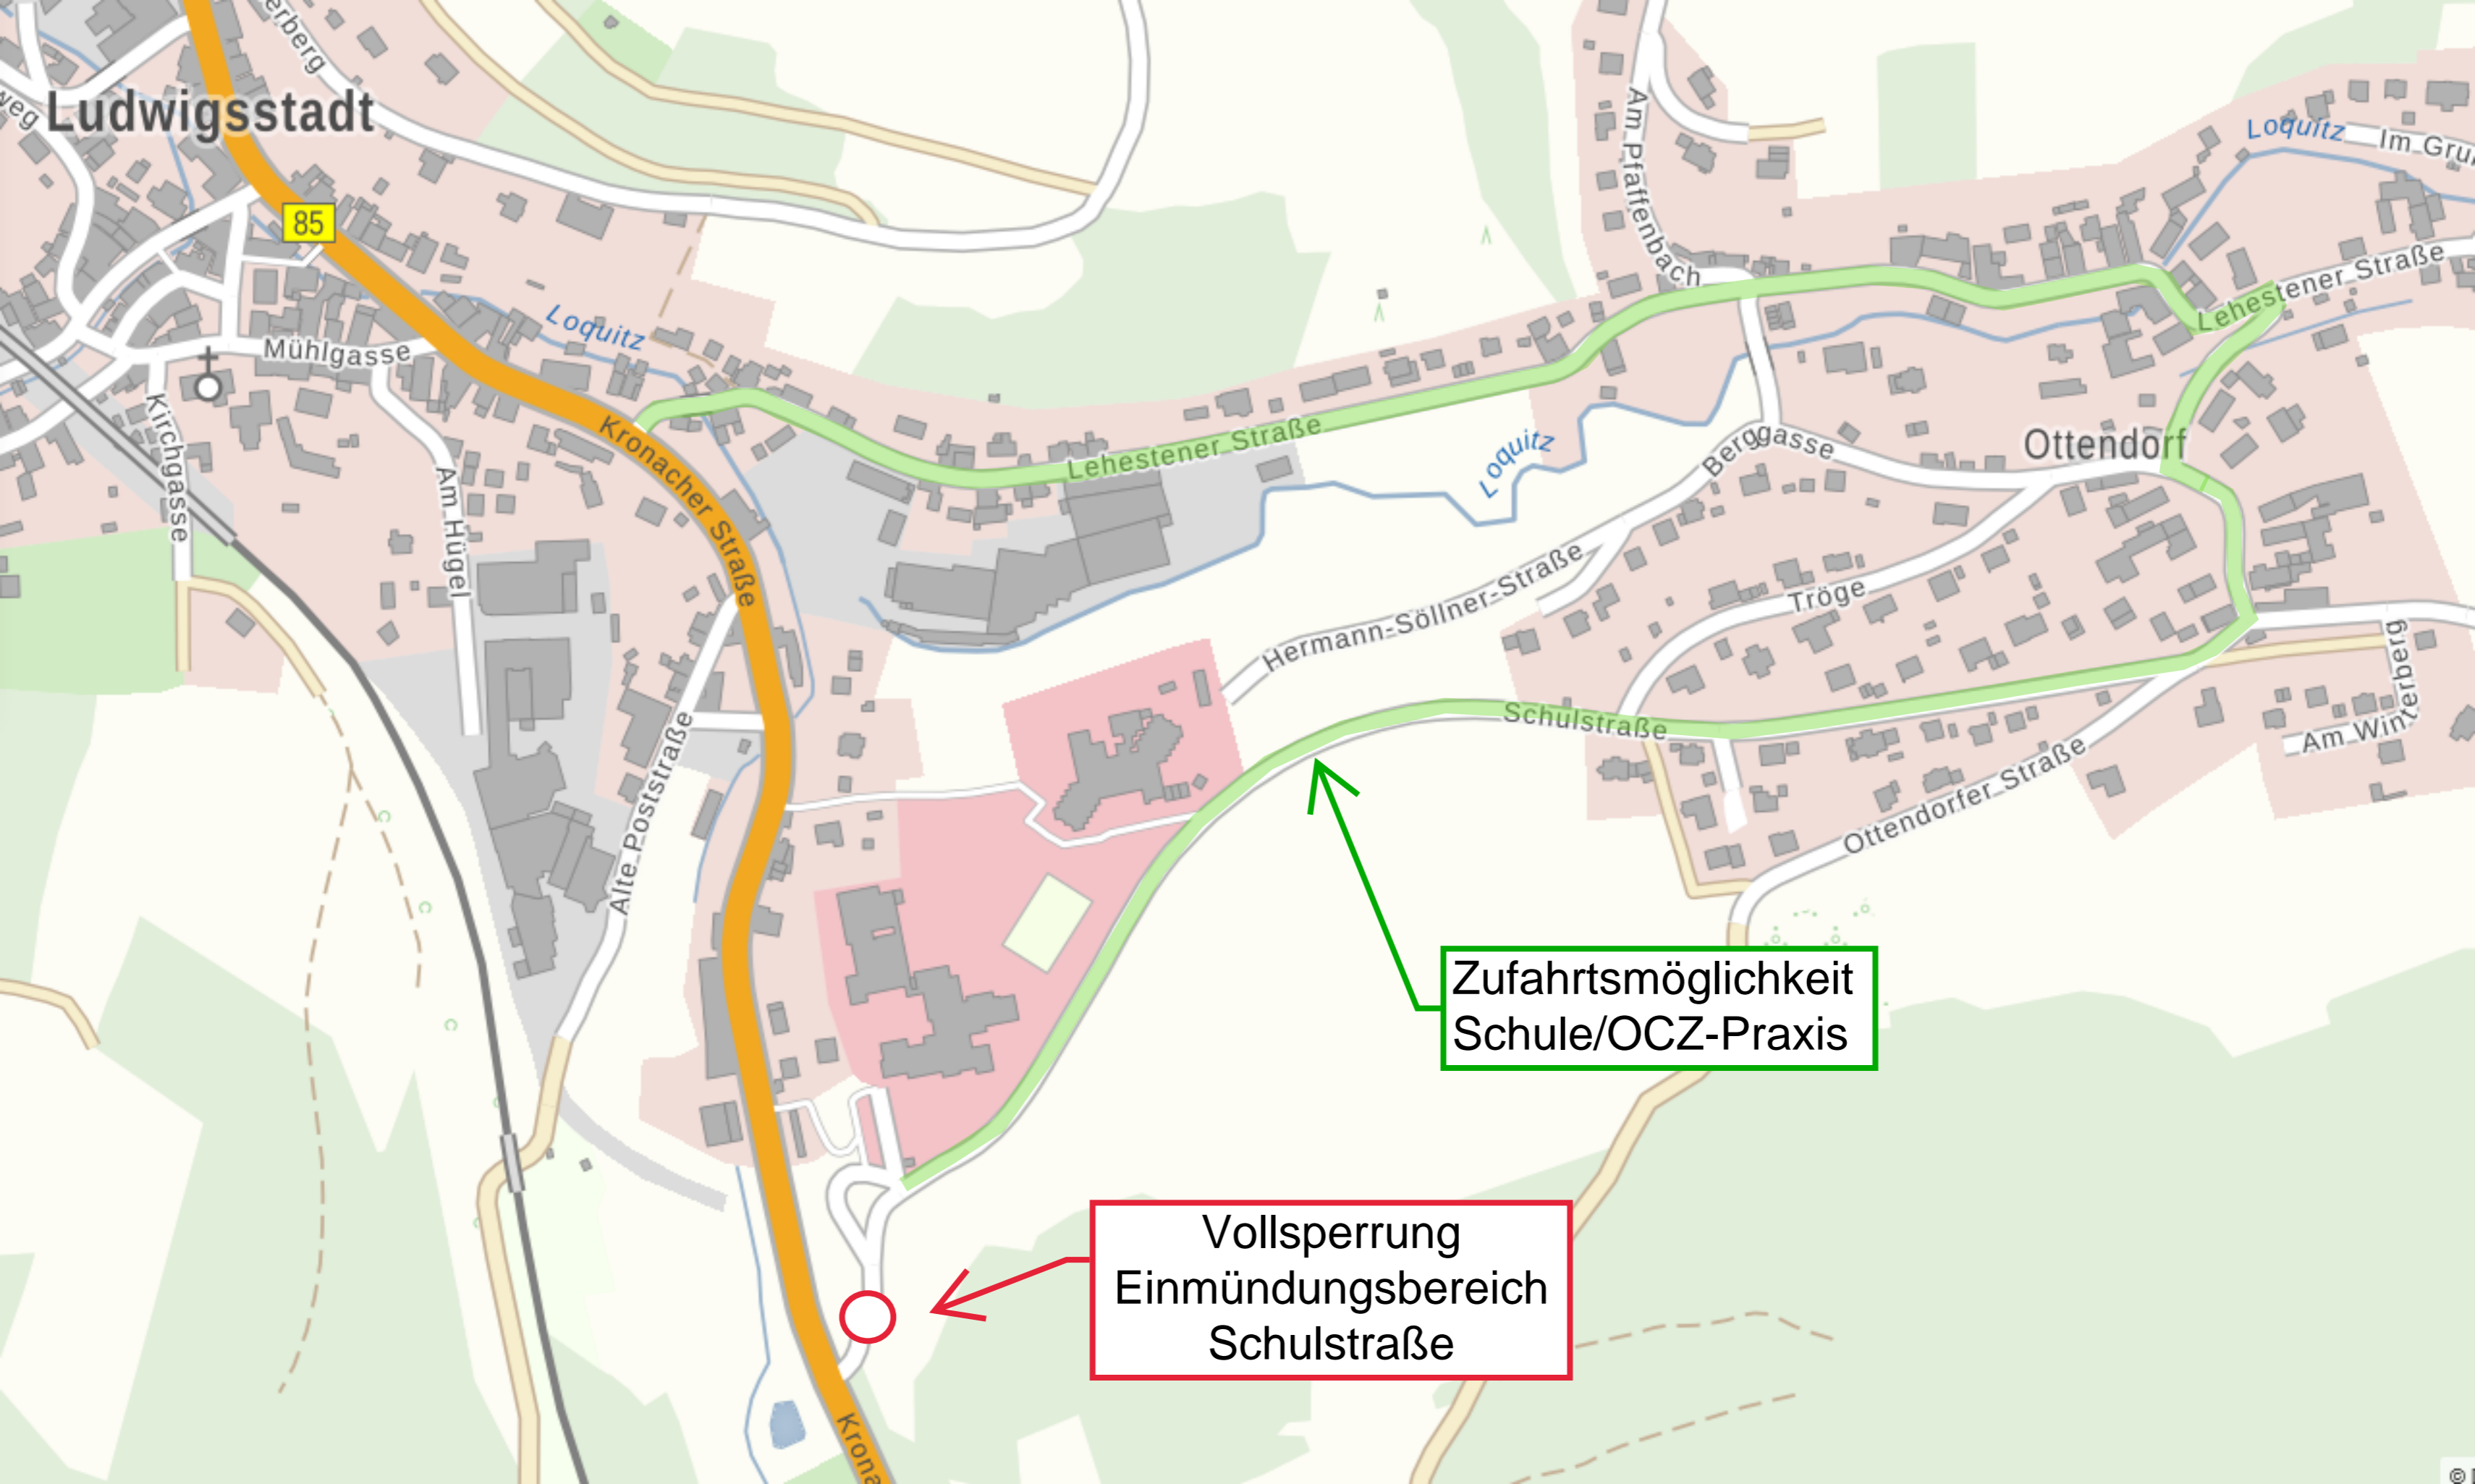 erberg
weg
Ludwigsstadt
85
Mühlgasse
Kirchgasse
Am Hügel
Loquitz
Kronacher Straße
Alte Poststraße
Lehestener Straße
Loquitz
Am Pfaffenbach
Loquitz
Im Gru
Lehestener Straße
Ottendorf
Berggasse
Hermann-Söllner-Straße
Tröge
Schulstraße
Am Winterberg
Ottendorfer Straße
Zufahrtsmöglichkeit
Schule/OCZ-Praxis
Vollsperrung
Einmündungsbereich
Schulstraße
Krona
©